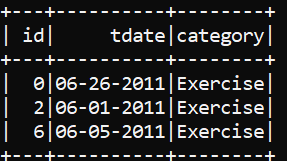 +---+----------+--------+
| id|     tdate|category|
+---+----------+--------+
|  0|06-26-2011|Exercise|
|  2|06-01-2011|Exercise|
|  6|06-05-2011|Exercise|
+---+----------+--------+